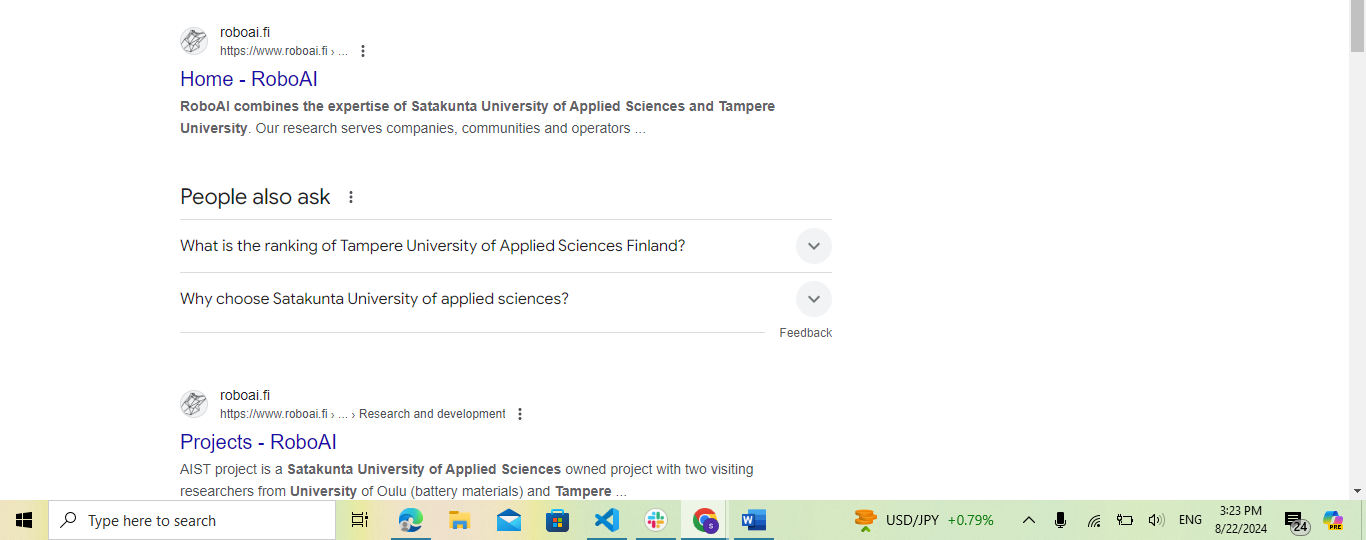 roboai.fi
https://www.roboai.fi › ...
Home - RoboAI
RoboAI combines the expertise of Satakunta University of Applied Sciences and Tampere
University. Our research serves companies, communities and operators ...
People also ask
What is the ranking of Tampere University of Applied Sciences Finland?
Why choose Satakunta University of applied sciences?
Feedback
roboai.fi
https://www.roboai.fi › ... › Research and development
Projects - RoboAI
AIST project is a Satakunta University of Applied Sciences owned project with two visiting
researchers from University of Oulu (battery materials) and Tampere ...
Type here to search
S
W
USD/JPY +0.79%
ENG
3:23 PM
8/22/2024
24
PRE